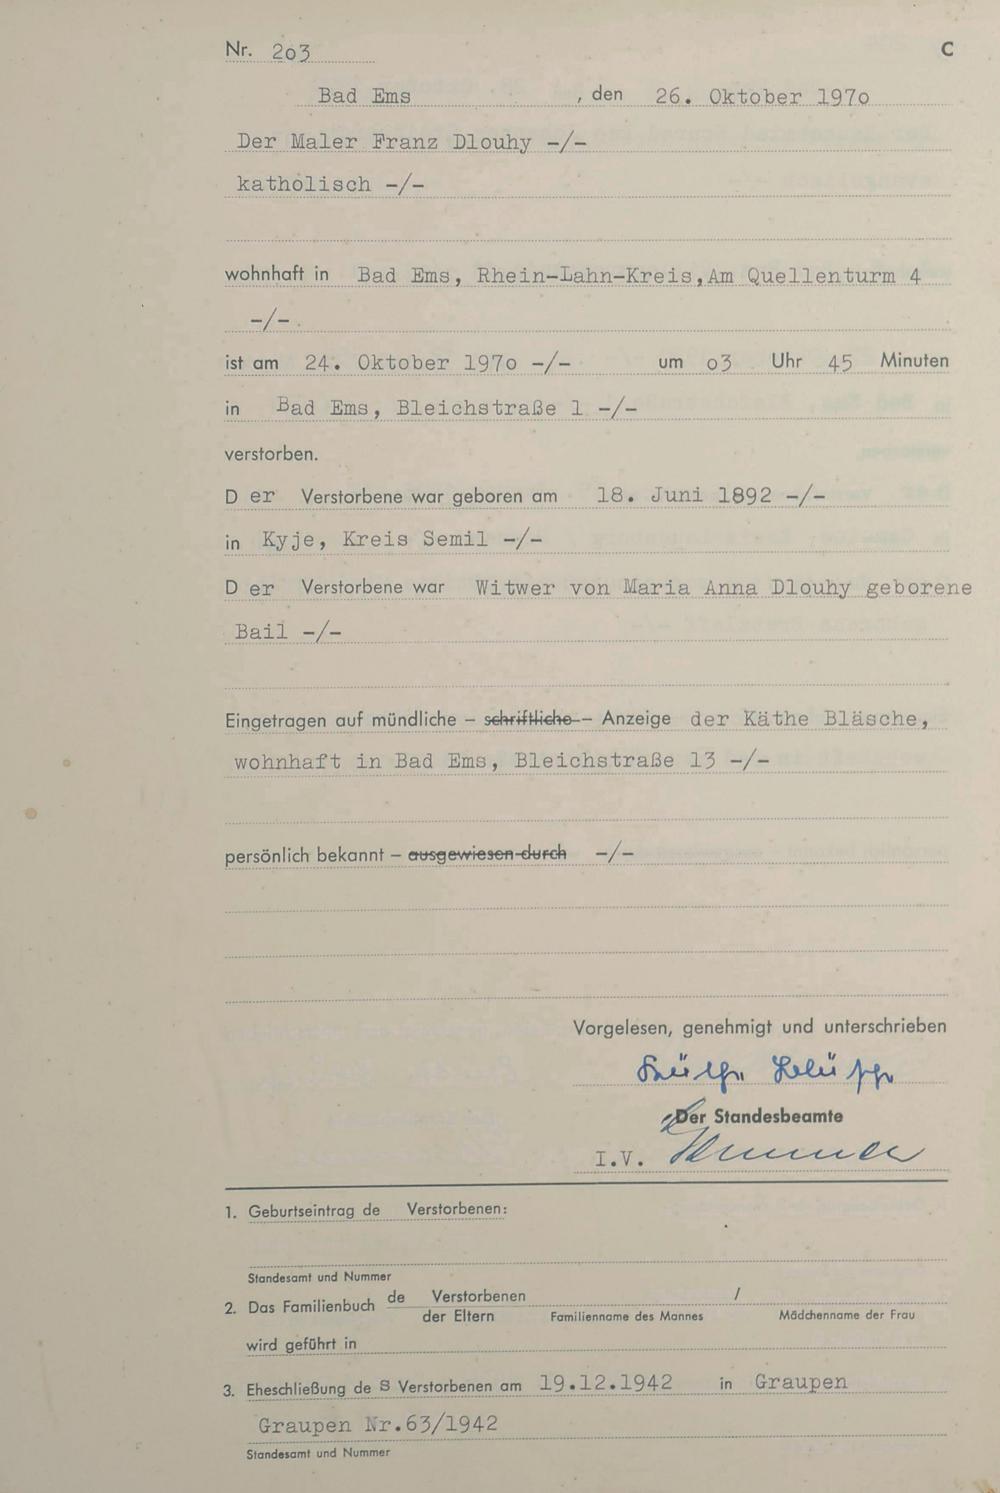 Nr. 2o3 C
Bad Ems , den 26. Oktober 197o
Der Maler Franz Dlouhy -/-
katholisch -/-
wohnhaft in Bad Ems, Rhein-Lahn-Kreis, Am Quellenturm 4
-/-.
ist am 24. Oktober 197o -/- um o3 Uhr 45 Minuten
in Bad Ems, Bleichstraße 1 -/-
verstorben.
D er Verstorbene war geboren am 18. Juni 1892 -/-
in Kyje, Kreis Semil -/-
D er Verstorbene war Witwer von Maria Anna Dlouhy geborene
Bail -/-
Eingetragen auf mündliche – schriftliche – Anzeige der Käthe Bläsche,
wohnhaft in Bad Ems, Bleichstraße 13 -/-
persönlich bekannt – ausgewiesen durch -/-
Vorgelesen, genehmigt und unterschrieben
Der Standesbeamte
I.V.
1. Geburtseintrag de Verstorbenen:
Standesamt und Nummer
2. Das Familienbuch de Verstorbenen /
der Eltern Familienname des Mannes Mädchenname der Frau
wird geführt in
3. Eheschließung de s Verstorbenen am 19.12.1942 in Graupen
Graupen Nr.63/1942
Standesamt und Nummer